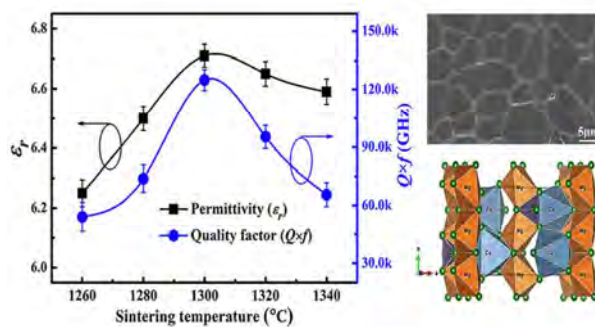 6.8
6.6
6.4
6.2
6.0
εr
1260
1280
1300
1320
1340
Sintering temperature (°C)
150.0k
120.0k
90.0k
60.0k
30.0k
Q×f (GHz)
Permittivity (εr)
Quality factor (Q×f)
5μm